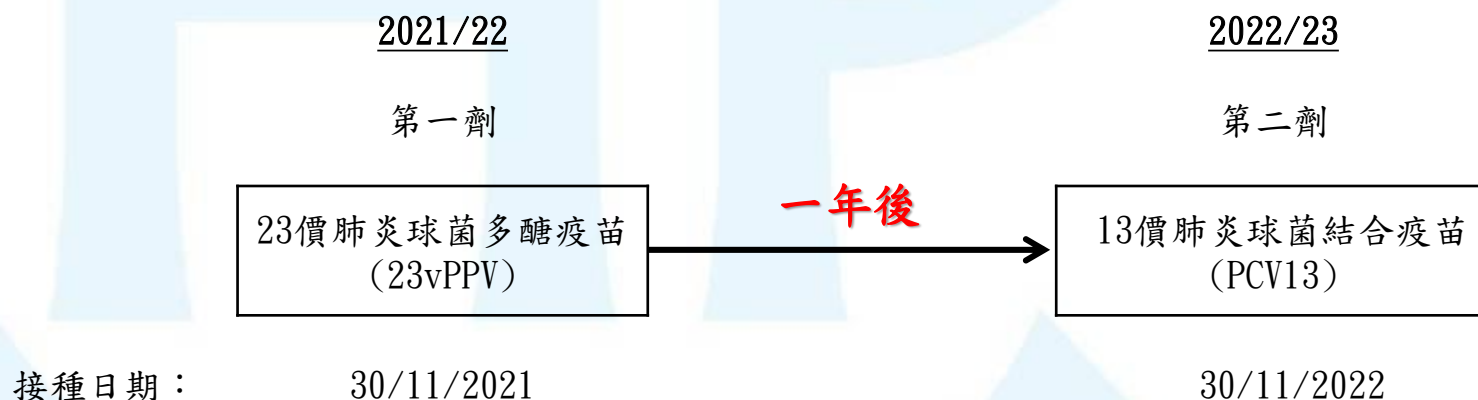 2021/22
2022/23
第一劑
第二劑
23價肺炎球菌多醣疫苗
(23vPPV)
一年後
13價肺炎球菌結合疫苗
(PCV13)
接種日期：
30/11/2021
30/11/2022